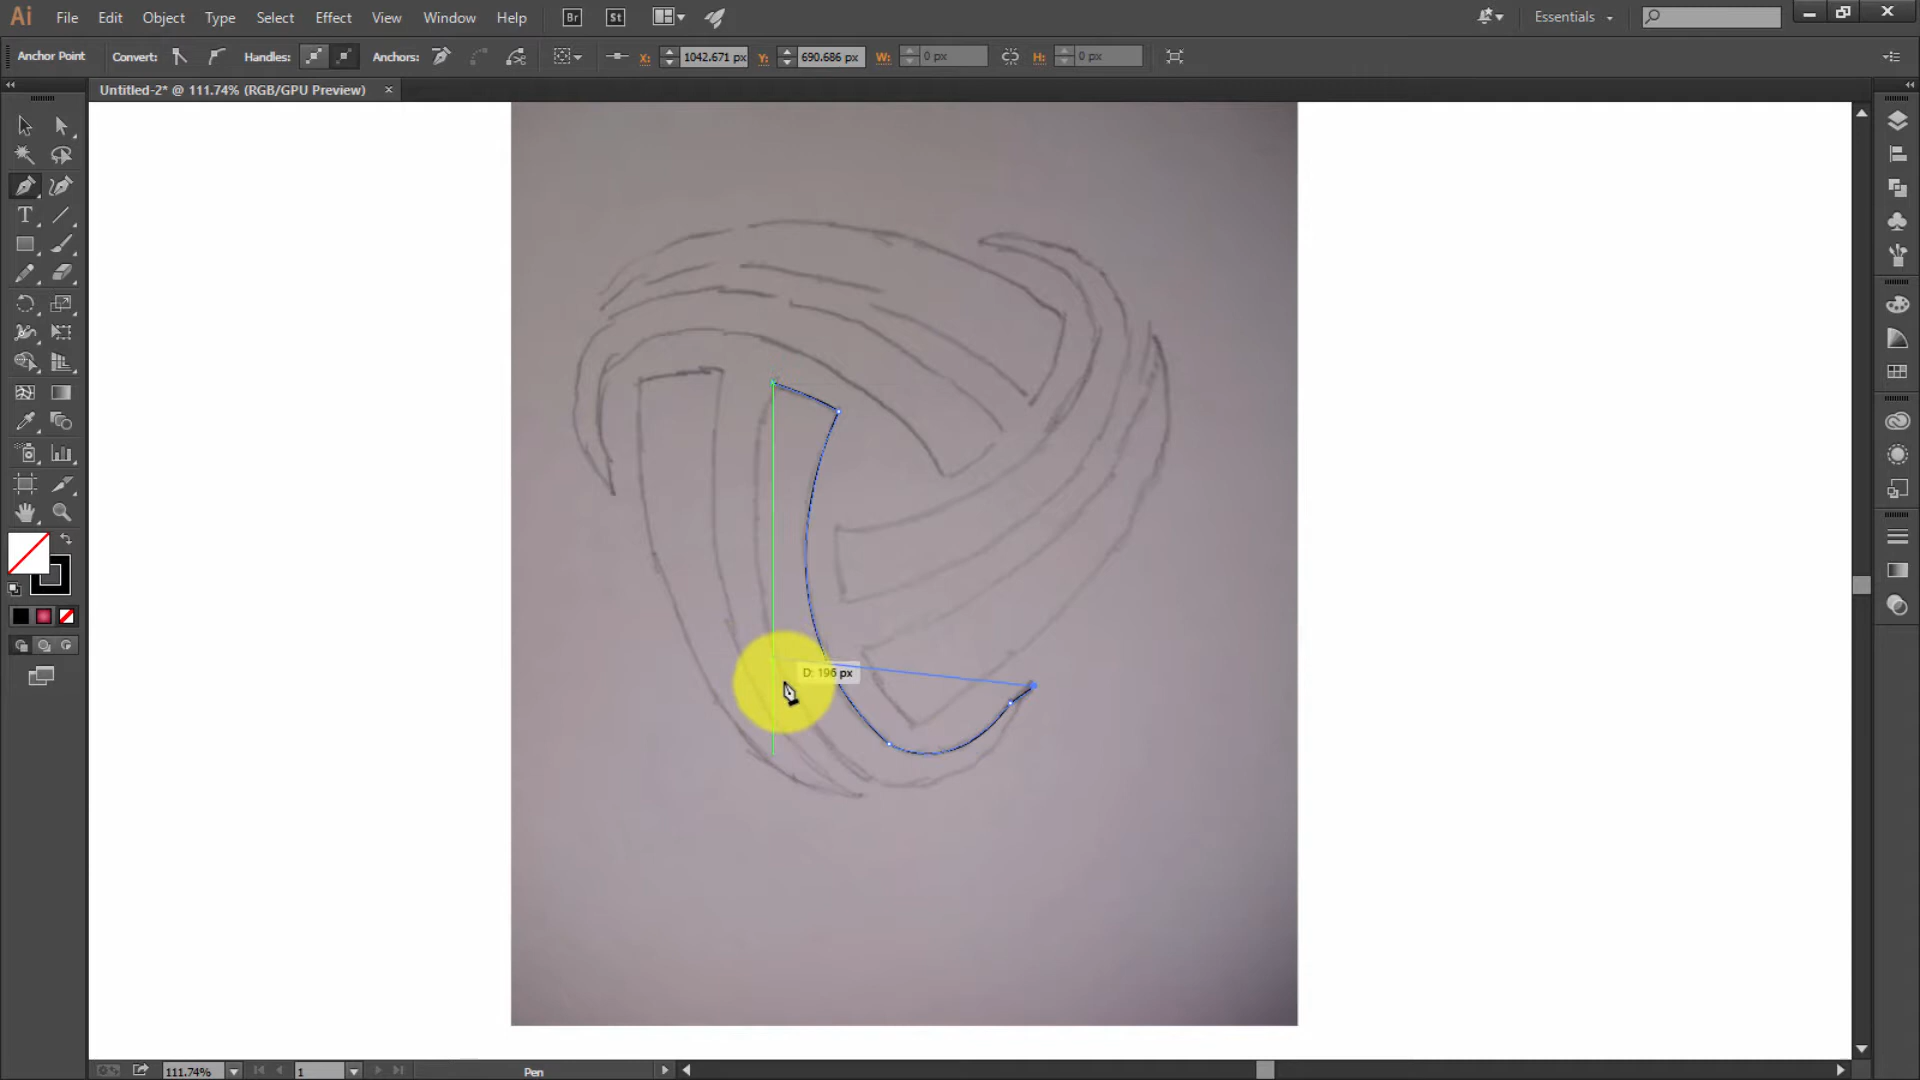 Ai File Edit Object Type Select Effect View Window Help Br St Essentials
Anchor Point Convert: Handles: Anchors: X: 1042.671 px Y: 690.686 px W: 0 px H: 0 px
Untitled-2* @ 111.74% (RGB/GPU Preview) ×
T
D: 196 px
111.74% 1 Pen